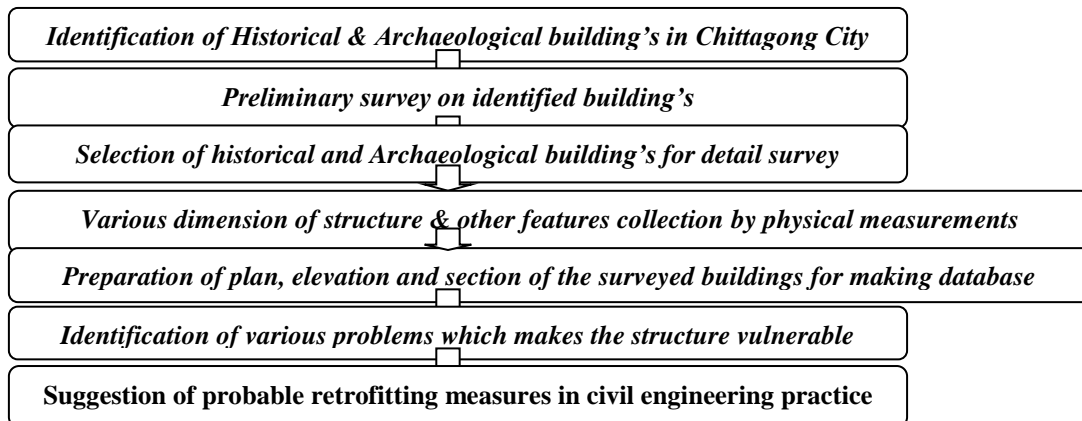 Identification of Historical & Archaeological building's in Chittagong City
Preliminary survey on identified building's
Selection of historical and Archaeological building's for detail survey
Various dimension of structure & other features collection by physical measurements
Preparation of plan, elevation and section of the surveyed buildings for making database
Identification of various problems which makes the structure vulnerable
Suggestion of probable retrofitting measures in civil engineering practice